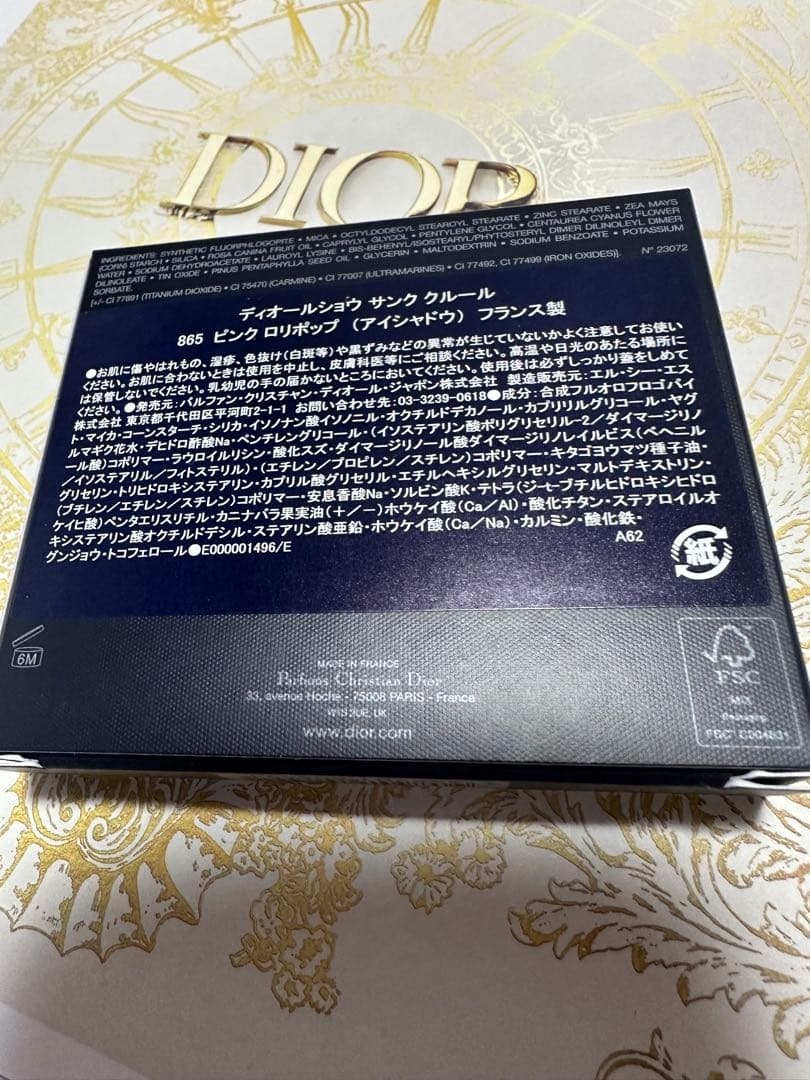 DIOR
INGREDIENTS: SYNTHETIC FLUORPHLOGOPITE • MICA • OCTYLDODECYL STEAROYL STEARATE • ZINC STEARATE • ZEA MAYS
(CORN) STARCH • SILICA • ROSA CANINA FRUIT OIL • CAPRYLYL GLYCOL • PENTYLENE GLYCOL • CENTAUREA CYANUS FLOWER
WATER • SODIUM DEHYDROACETATE • LAUROYL LYSINE • BIS-BEHENYL/ISOSTEARYL/PHYTOSTERYL DIMER DILINOLEYL DIMER
DILINOLEATE • TIN OXIDE • PINUS PENTAPHYLLA SEED OIL • GLYCERIN • MALTODEXTRIN • SODIUM BENZOATE • POTASSIUM
SORBATE.
[+/- CI 77891 (TITANIUM DIOXIDE) • CI 75470 (CARMINE) • CI 77007 (ULTRAMARINES) • CI 77492, CI 77499 (IRON OXIDES)]. N° 23072
ディオールショウ サンク クルール
865 ピンク ロリポップ (アイシャドウ) フランス製
●お肌に傷やはれもの、湿疹、色抜け(白斑等)や黒ずみなどの異常が生じていないかよく注意してお使い
ください。お肌に合わないときは使用を中止し、皮膚科医等にご相談ください。高温や日光のあたる場所に
は保管しないでください。乳幼児の手の届かないところにおいてください。使用後は必ずしっかり蓋をしめて
ください。●発売元:パルファン・クリスチャン・ディオール・ジャポン株式会社 製造販売元:エル・シー・エス
株式会社 東京都千代田区平河町2-1-1 お問い合わせ先:03-3239-0618●成分:合成フルオロフロゴパイ
ト・マイカ・コーンスターチ・シリカ・イソノナン酸イソノニル・オクチルドデカノール・カプリリルグリコール・ヤグ
ルマギク花水・デヒドロ酢酸Na・ペンチレングリコール・(イソステアリン酸ポリグリセリル-2/ダイマージリノ
ール酸)コポリマー・ラウロイルリシン・酸化スズ・ダイマージリノール酸ダイマージリノレイルビス(ベヘニル
/イソステアリル/フィトステリル)・(エチレン/プロピレン/スチレン)コポリマー・キタゴヨウマツ種子油・
グリセリン・トリヒドロキシステアリン・カプリル酸グリセリル・エチルヘキシルグリセリン・マルトデキストリン・
(ブチレン/エチレン/スチレン)コポリマー・安息香酸Na・ソルビン酸K・テトラ(ジ-t-ブチルヒドロキシヒドロ
ケイヒ酸)ペンタエリスリチル・カニナバラ果実油(+/-)ホウケイ酸(Ca/Al)・酸化チタン・ステアロイルオ
キシステアリン酸オクチルドデシル・ステアリン酸亜鉛・ホウケイ酸(Ca/Na)・カルミン・酸化鉄・
グンジョウ・トコフェロール●E000001496/E
A62
紙
6M
MADE IN FRANCE
Parfums Christian Dior
33, avenue Hoche - 75008 PARIS - France
W1S 2UE, UK
www.dior.com
FSC
MIX
Packaging